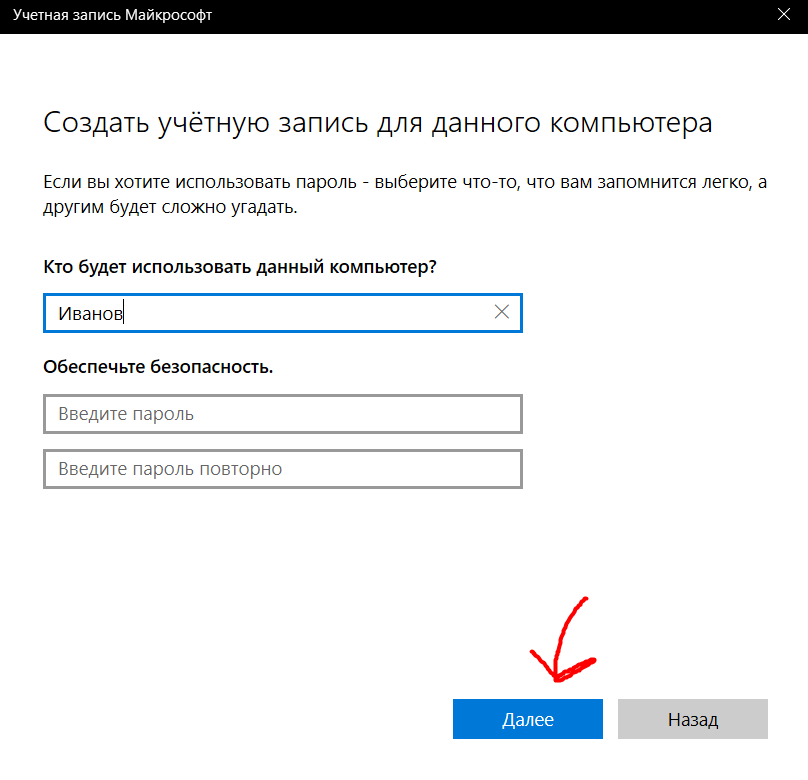 Учетная запись Майкрософт
Создать учётную запись для данного компьютера
Если вы хотите использовать пароль - выберите что-то, что вам запомнится легко, а
другим будет сложно угадать.
Кто будет использовать данный компьютер?
Иванов
Обеспечьте безопасность.
Введите пароль
Введите пароль повторно
Далее
Назад